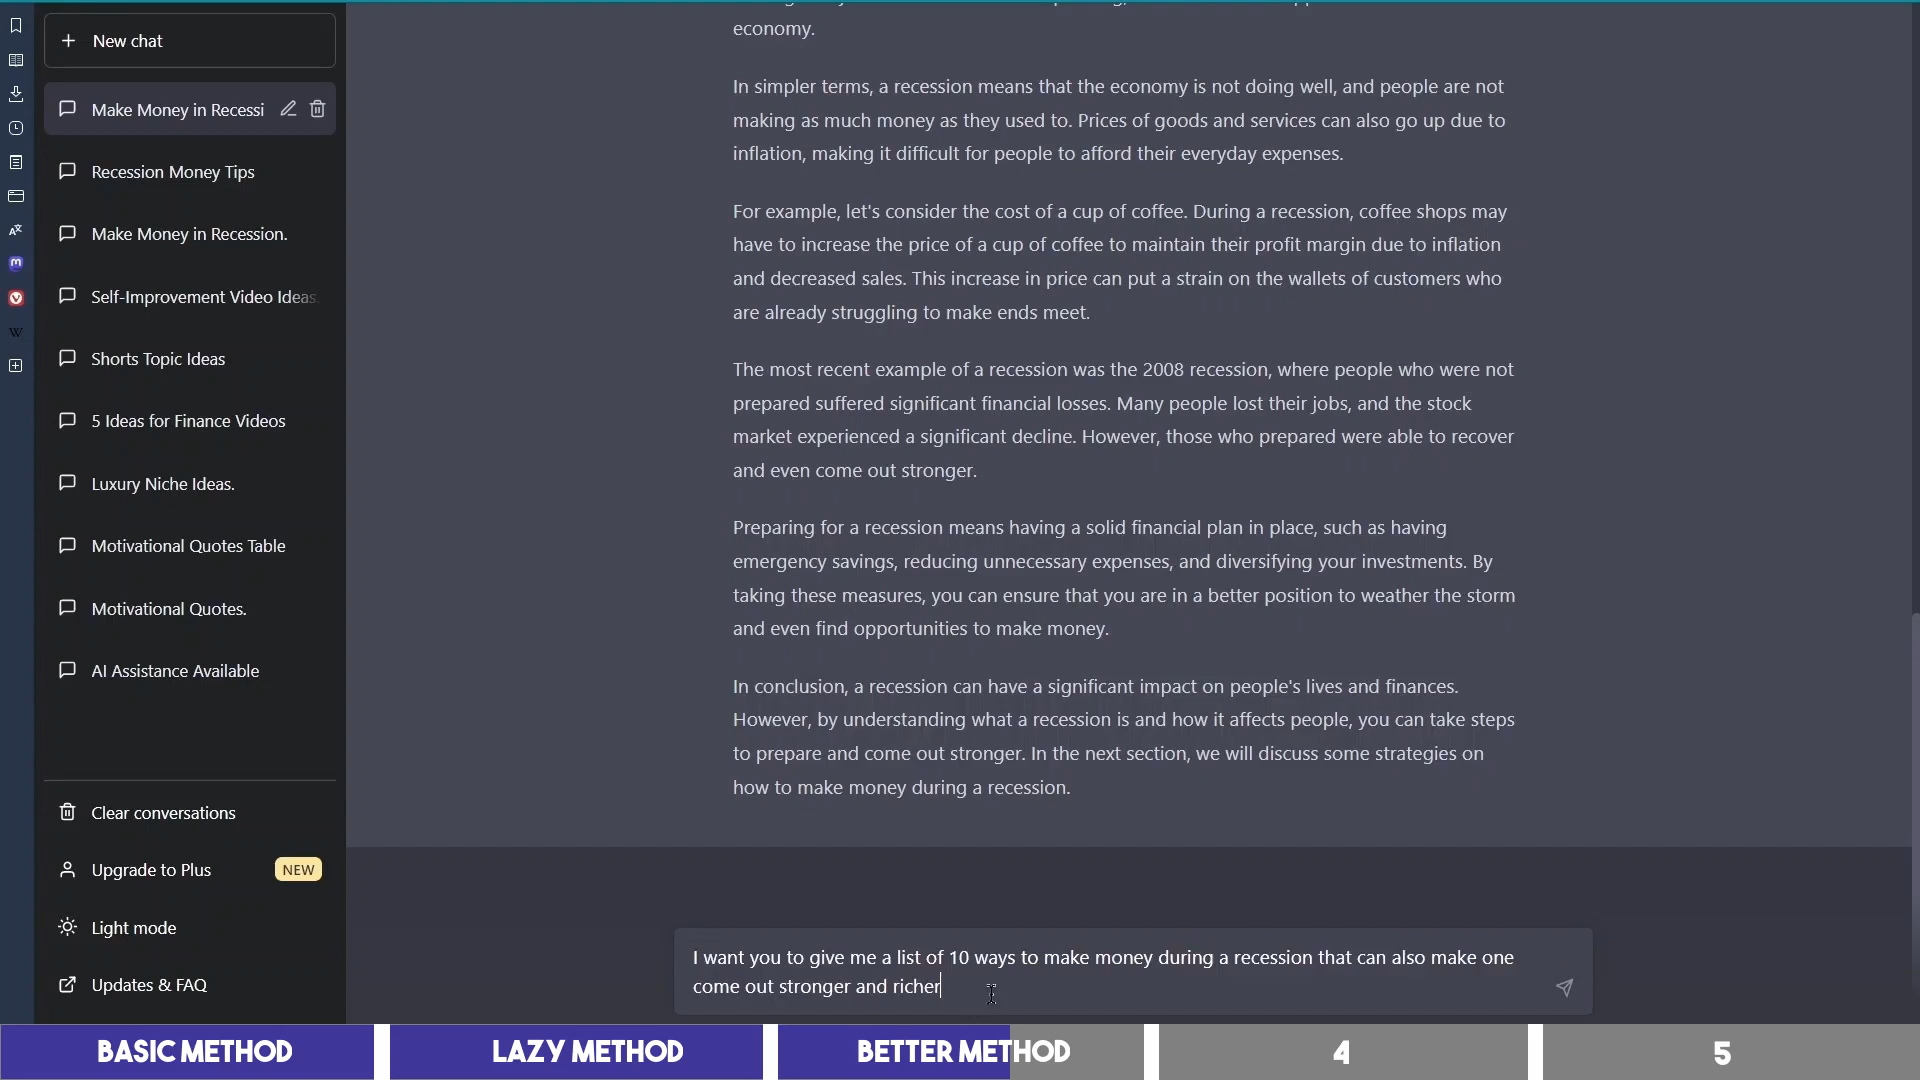 New chat
Make Money in Recessi
Recession Money Tips
Make Money in Recession.
Self-Improvement Video Ideas
Shorts Topic Ideas
5 Ideas for Finance Videos
Luxury Niche Ideas.
Motivational Quotes Table
Motivational Quotes.
AI Assistance Available
Clear conversations
Upgrade to Plus NEW
Light mode
Updates & FAQ
economy.
In simpler terms, a recession means that the economy is not doing well, and people are not
making as much money as they used to. Prices of goods and services can also go up due to
inflation, making it difficult for people to afford their everyday expenses.
For example, let's consider the cost of a cup of coffee. During a recession, coffee shops may
have to increase the price of a cup of coffee to maintain their profit margin due to inflation
and decreased sales. This increase in price can put a strain on the wallets of customers who
are already struggling to make ends meet.
The most recent example of a recession was the 2008 recession, where people who were not
prepared suffered significant financial losses. Many people lost their jobs, and the stock
market experienced a significant decline. However, those who prepared were able to recover
and even come out stronger.
Preparing for a recession means having a solid financial plan in place, such as having
emergency savings, reducing unnecessary expenses, and diversifying your investments. By
taking these measures, you can ensure that you are in a better position to weather the storm
and even find opportunities to make money.
In conclusion, a recession can have a significant impact on people's lives and finances.
However, by understanding what a recession is and how it affects people, you can take steps
to prepare and come out stronger. In the next section, we will discuss some strategies on
how to make money during a recession.
I want you to give me a list of 10 ways to make money during a recession that can also make one
come out stronger and richer
BASIC METHOD
LAZY METHOD
BETTER METHOD
4
5